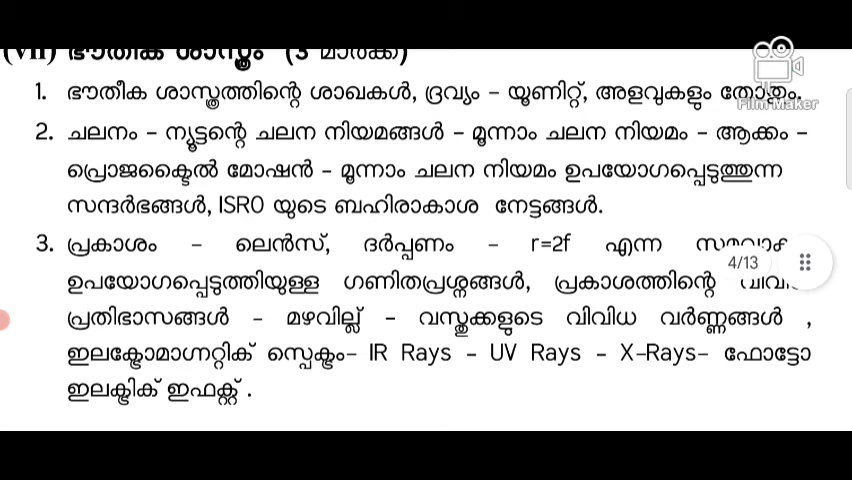 (vii) ഭൗതീക ശാസ്ത്രം (3 മാർക്ക്)
1. ഭൗതീക ശാസ്ത്രത്തിന്റെ ശാഖകൾ, ദ്രവ്യം – യൂണിറ്റ്, അളവുകളും തോതും.
Film Maker
2. ചലനം – ന്യൂട്ടന്റെ ചലന നിയമങ്ങൾ – മൂന്നാം ചലന നിയമം – ആക്കം –
പ്രൊജക്ടൈൽ മോഷൻ – മൂന്നാം ചലന നിയമം ഉപയോഗപ്പെടുത്തുന്ന
സന്ദർഭങ്ങൾ, ISRO യുടെ ബഹിരാകാശ നേട്ടങ്ങൾ.
3. പ്രകാശം – ലെൻസ്, ദർപ്പണം – r=2f എന്ന
4/13
ഉപയോഗപ്പെടുത്തിയുള്ള ഗണിതപ്രശ്നങ്ങൾ, പ്രകാശത്തിന്റെ
പ്രതിഭാസങ്ങൾ – മഴവില്ല് – വസ്തുക്കളുടെ വിവിധ വർണ്ണങ്ങൾ ,
ഇലക്ട്രോമാഗ്നറ്റിക് സ്പെക്ട്രം– IR Rays – UV Rays – X-Rays– ഫോട്ടോ
ഇലക്ട്രിക് ഇഫക്റ്റ് .